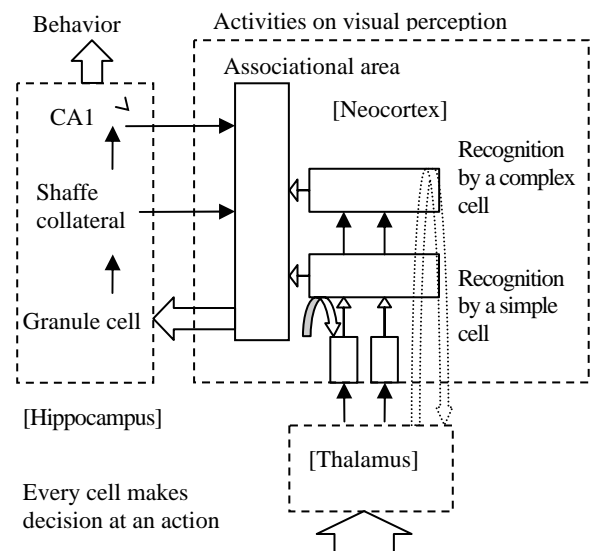 Behavior
Activities on visual perception
Associational area
[Neocortex]
CA1
Shaffe
collateral
Granule cell
Recognition
by a complex
cell
Recognition
by a simple
cell
[Hippocampus]
[Thalamus]
Every cell makes
decision at an action